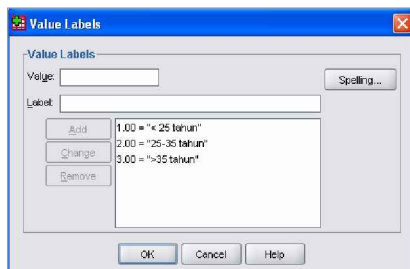 Value Labels
Value Labels
Value:
Spelling...
Label:
Add
Change
Remove
1.00 = "< 25 tahun"
2.00 = "25-35 tahun"
3.00 = ">35 tahun"
OK
Cancel
Help